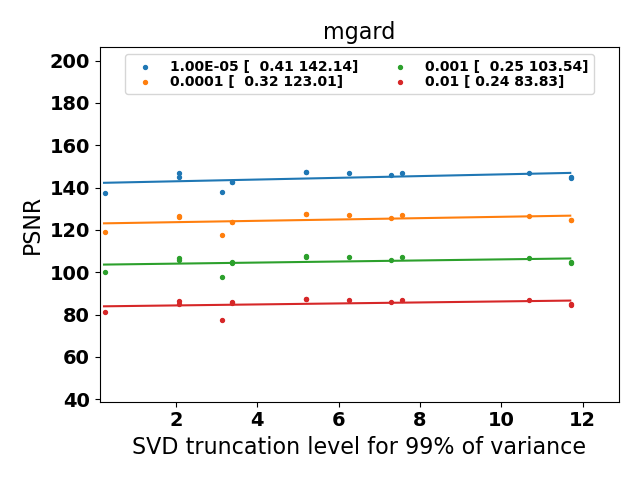 mgard
1.00E-05 [  0.41 142.14]
0.0001 [  0.32 123.01]
0.001 [  0.25 103.54]
0.01 [ 0.24 83.83]
PSNR
200
180
160
140
120
100
80
60
40
2 4 6 8 10 12
SVD truncation level for 99% of variance